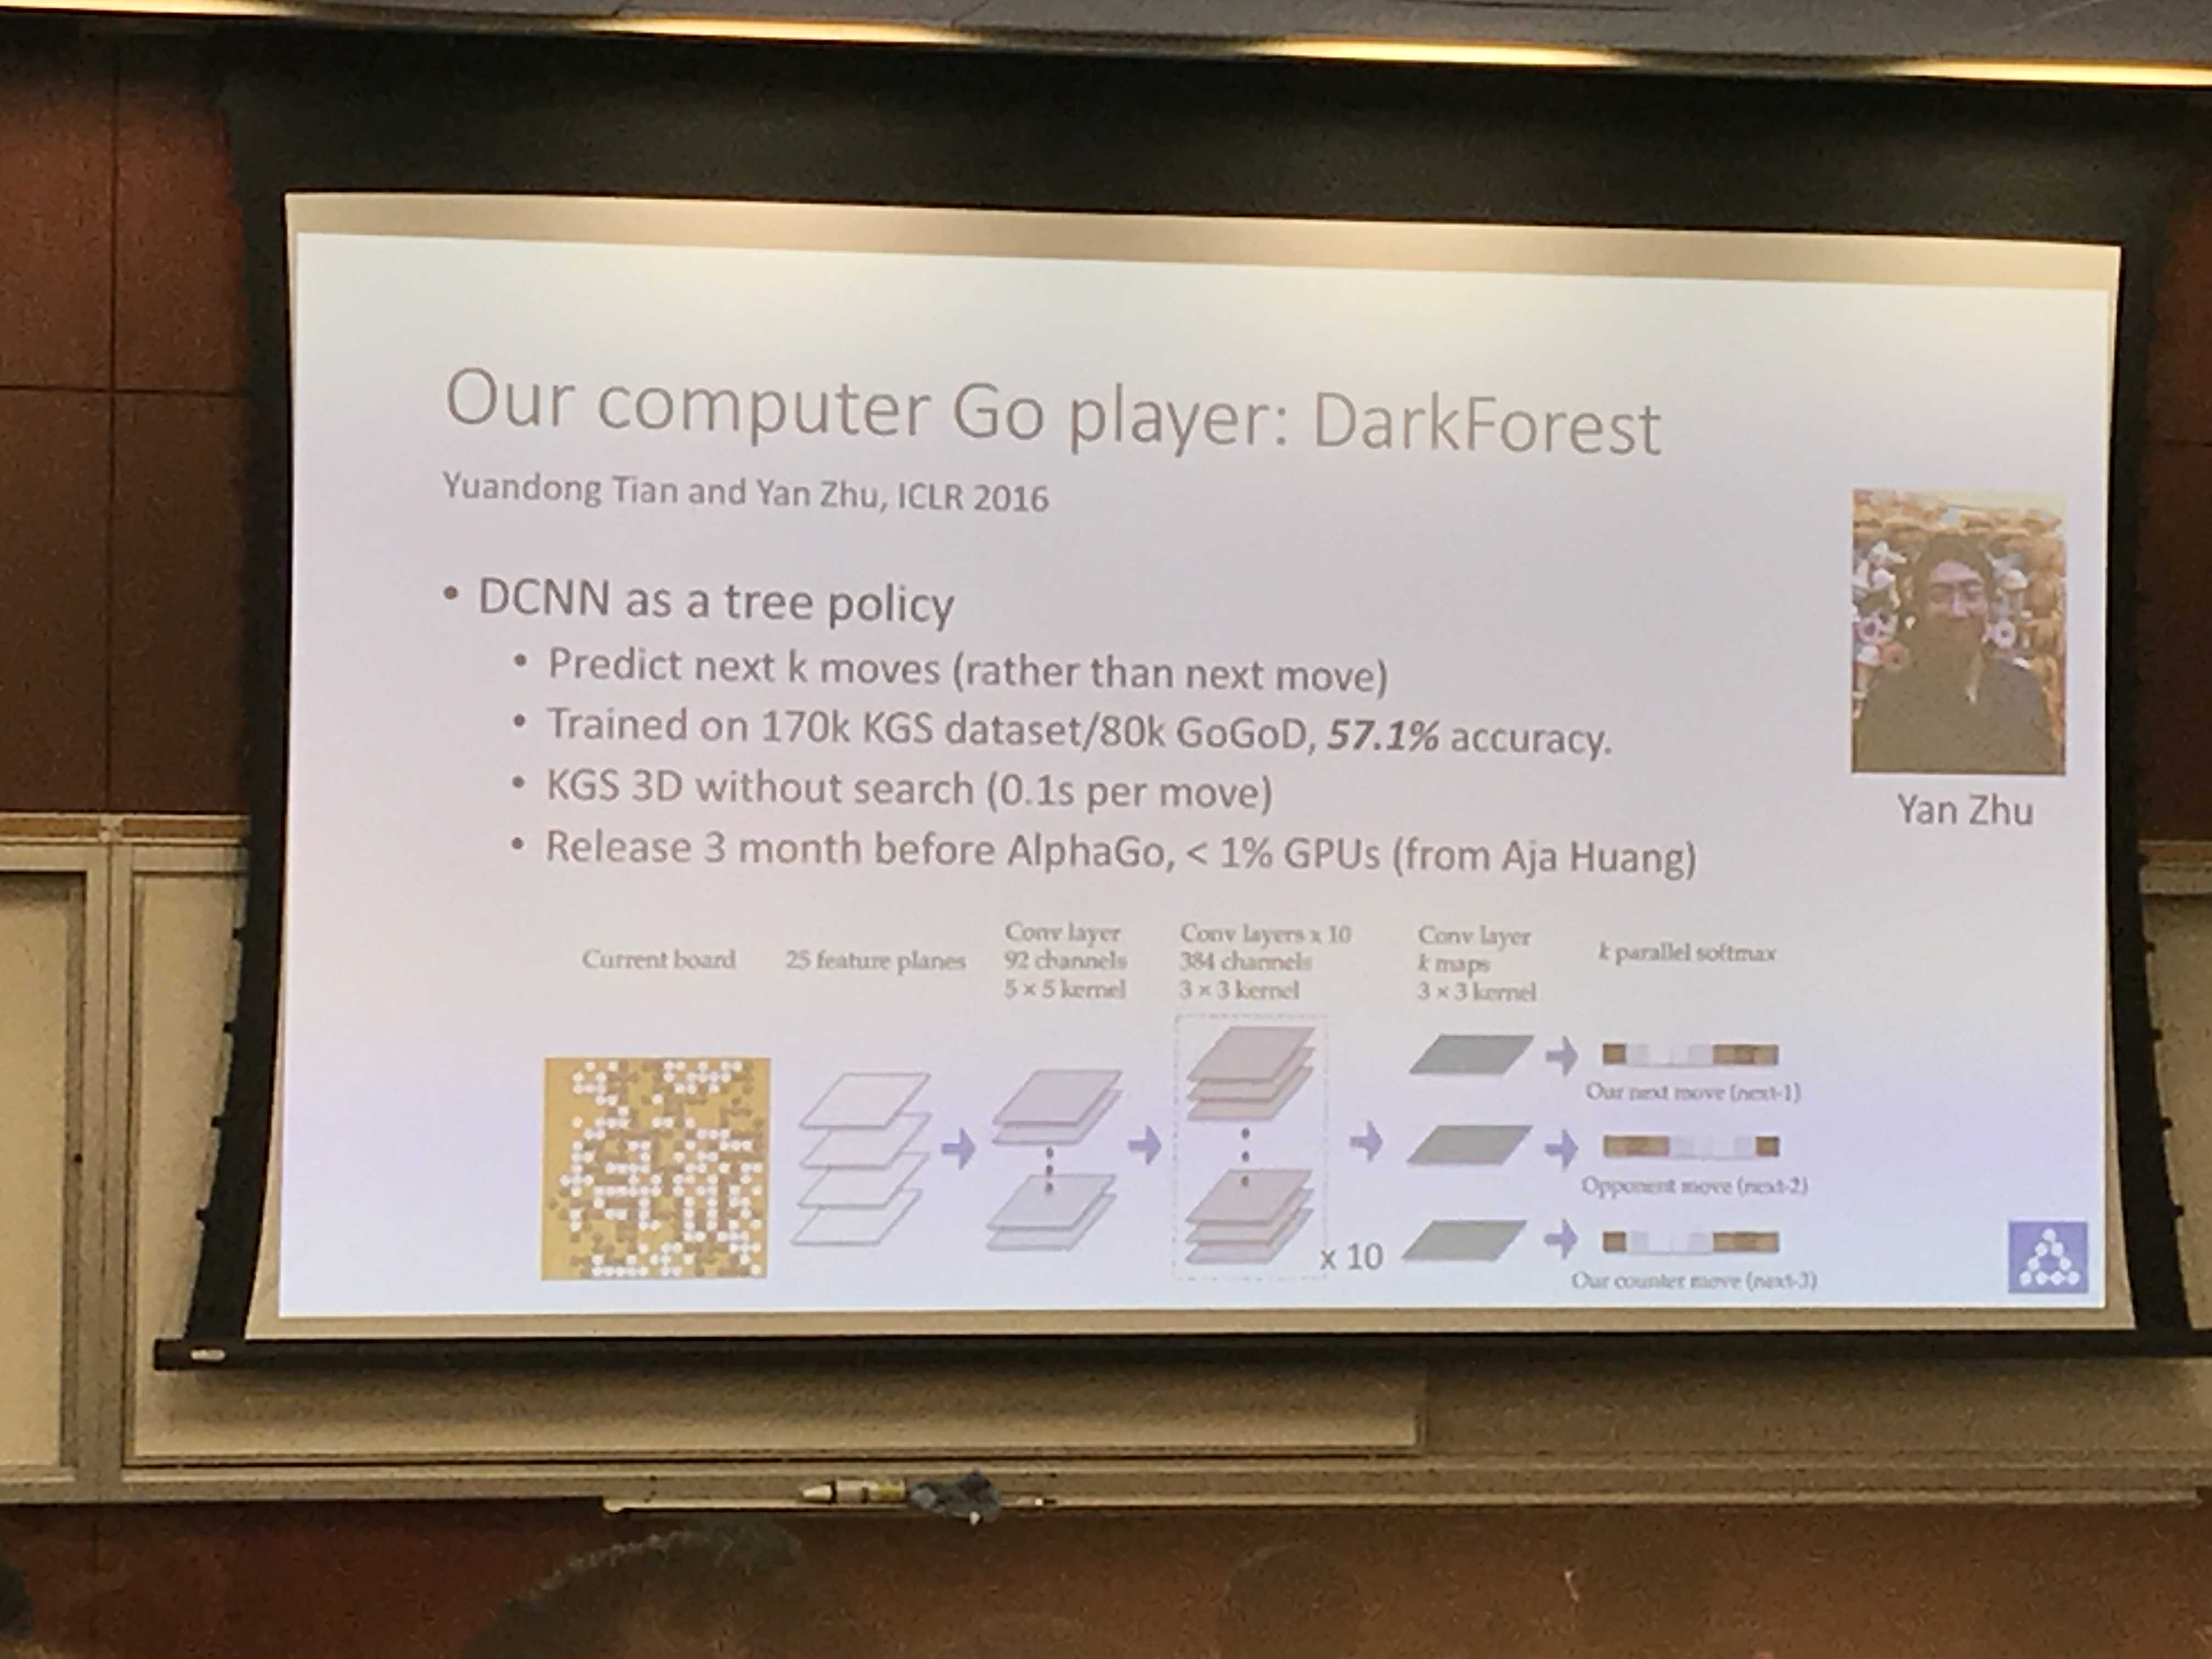 Our computer Go player: DarkForest
Yuandong Tian and Yan Zhu, ICLR 2016
• DCNN as a tree policy
• Predict next k moves (rather than next move)
• Trained on 170k KGS dataset/80k GoGoD, 57.1% accuracy.
• KGS 3D without search (0.1s per move)
• Release 3 month before AlphaGo, < 1% GPUs (from Aja Huang)
Yan Zhu
Current board
25 feature planes
Conv layer
92 channels
5 × 5 kernel
Conv layers x 10
384 channels
3 × 3 kernel
Conv layer
k maps
3 × 3 kernel
k parallel softmax
x 10
Our next move (next-1)
Opponent move (next-2)
Our counter move (next-3)